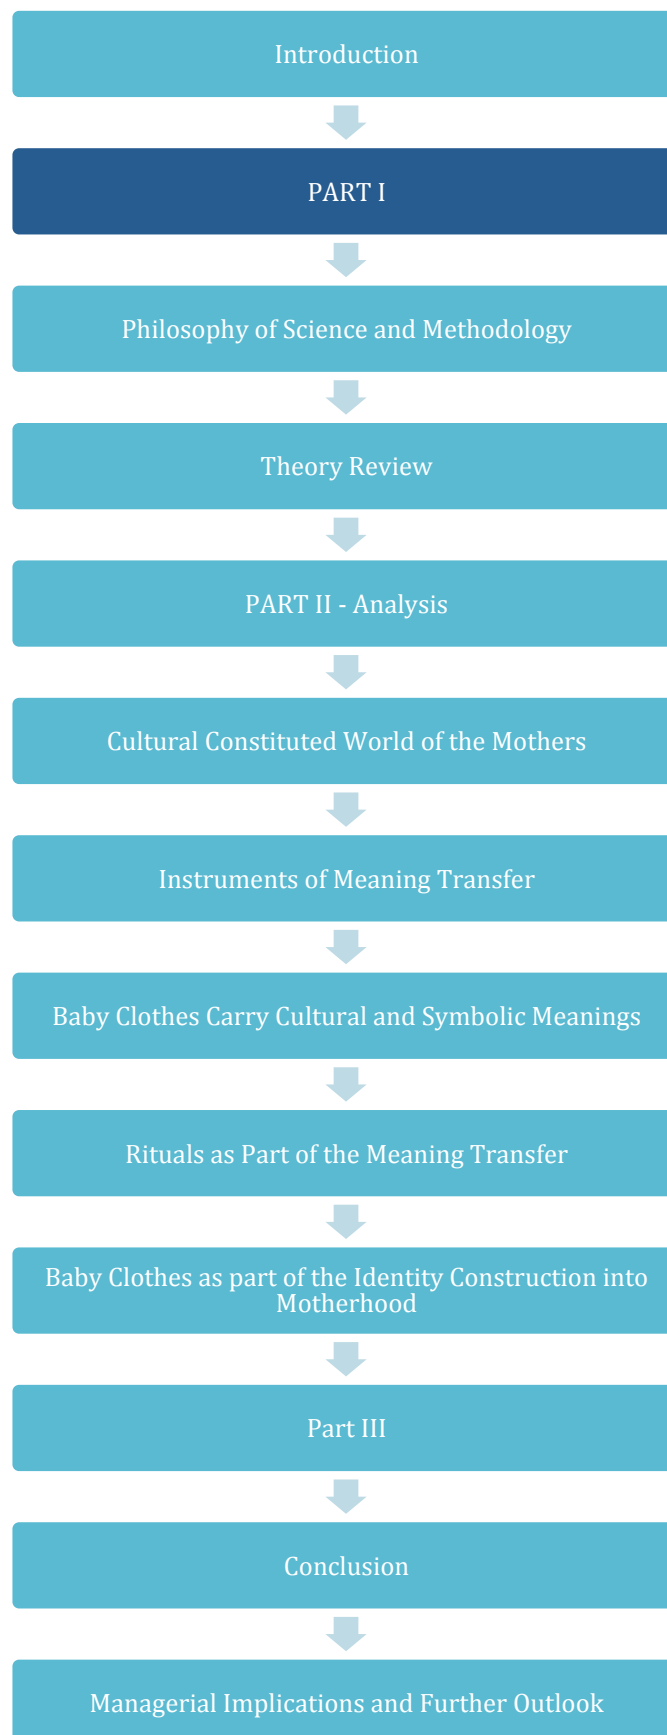 Introduction
PART I
Philosophy of Science and Methodology
Theory Review
PART II - Analysis
Cultural Constituted World of the Mothers
Instruments of Meaning Transfer
Baby Clothes Carry Cultural and Symbolic Meanings
Rituals as Part of the Meaning Transfer
Baby Clothes as part of the Identity Construction into
Motherhood
Part III
Conclusion
Managerial Implications and Further Outlook